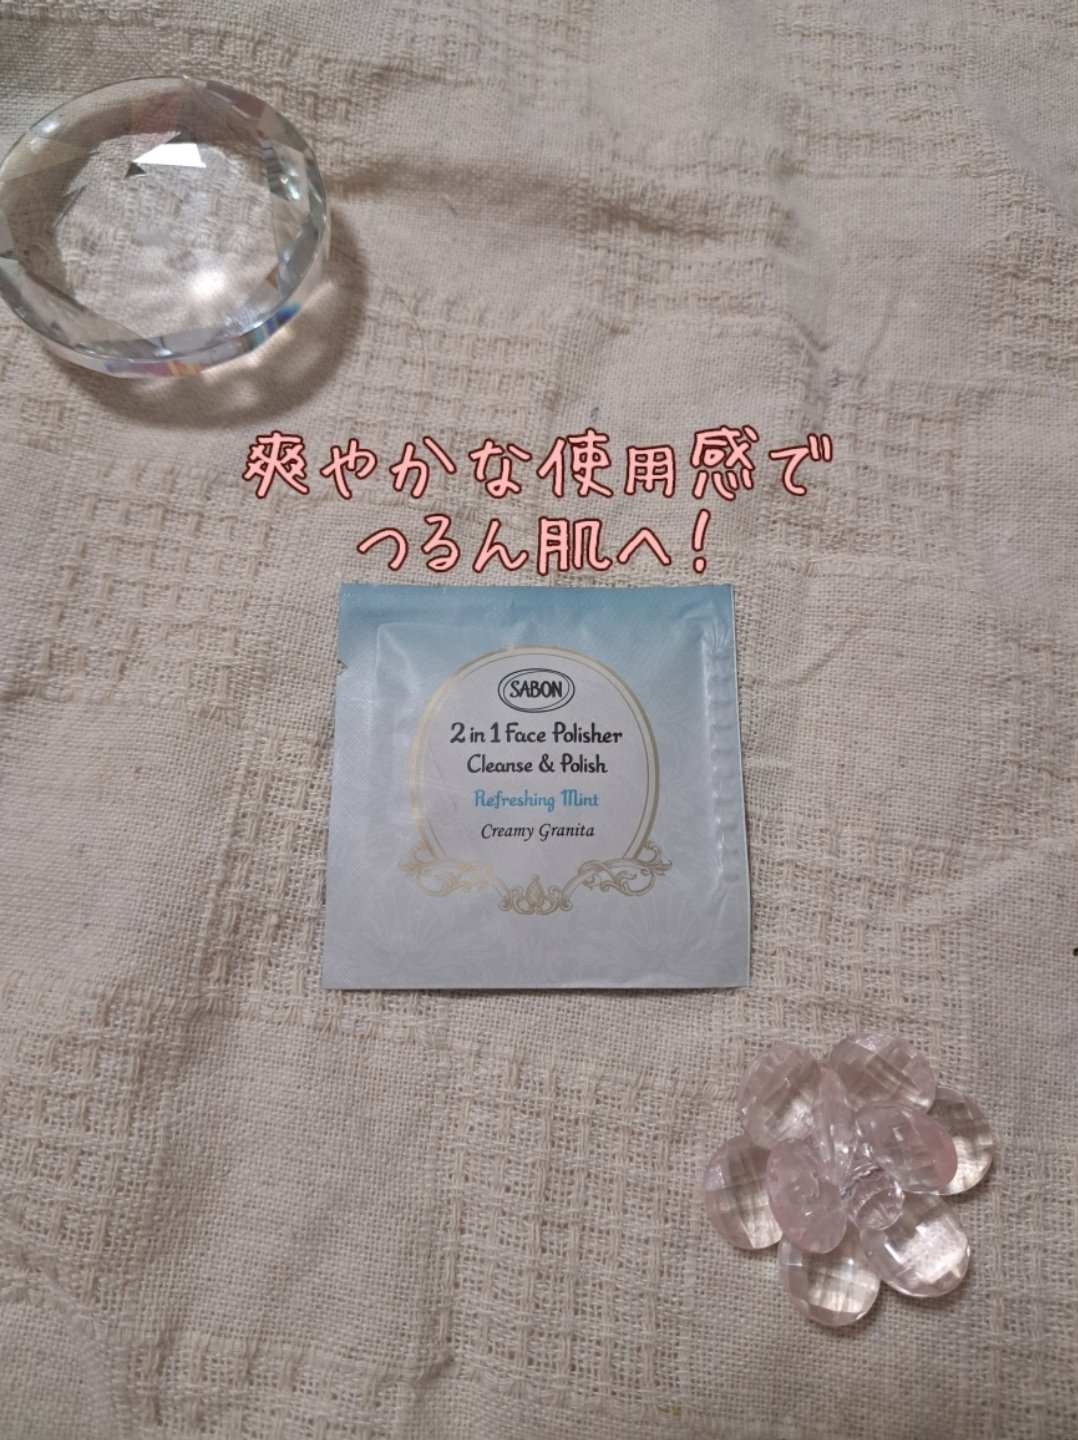 爽やかな使用感で
つるん肌へ!
SABON
2 in 1 Face Polisher
Cleanse & Polish
Refreshing Mint
Creamy Granita